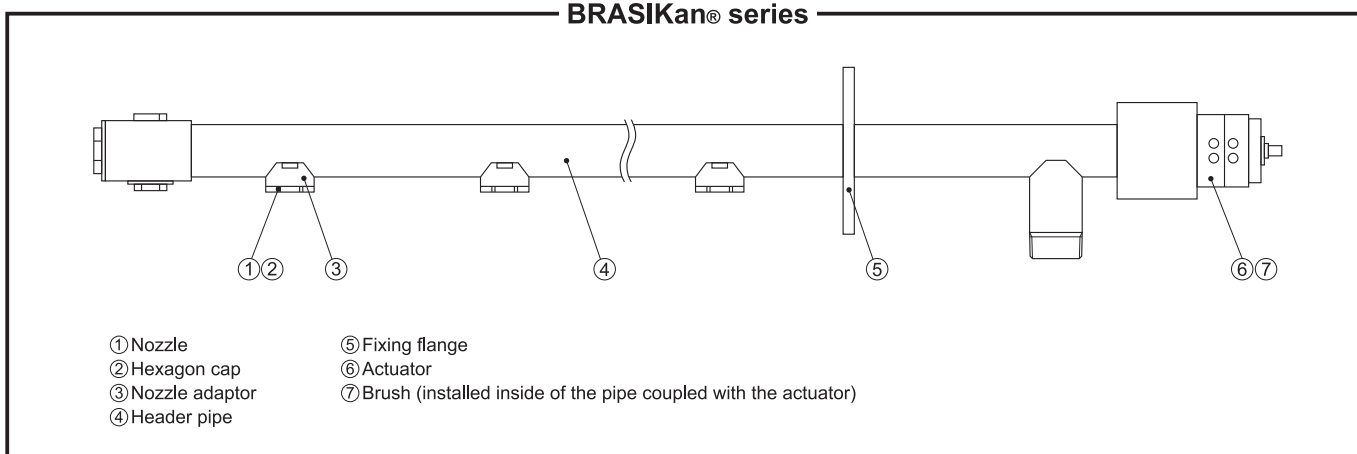 BRASIKan® series
①② ③ ④ ⑤ ⑥⑦
①Nozzle
②Hexagon cap
③Nozzle adaptor
④Header pipe
⑤Fixing flange
⑥Actuator
⑦Brush (installed inside of the pipe coupled with the actuator)